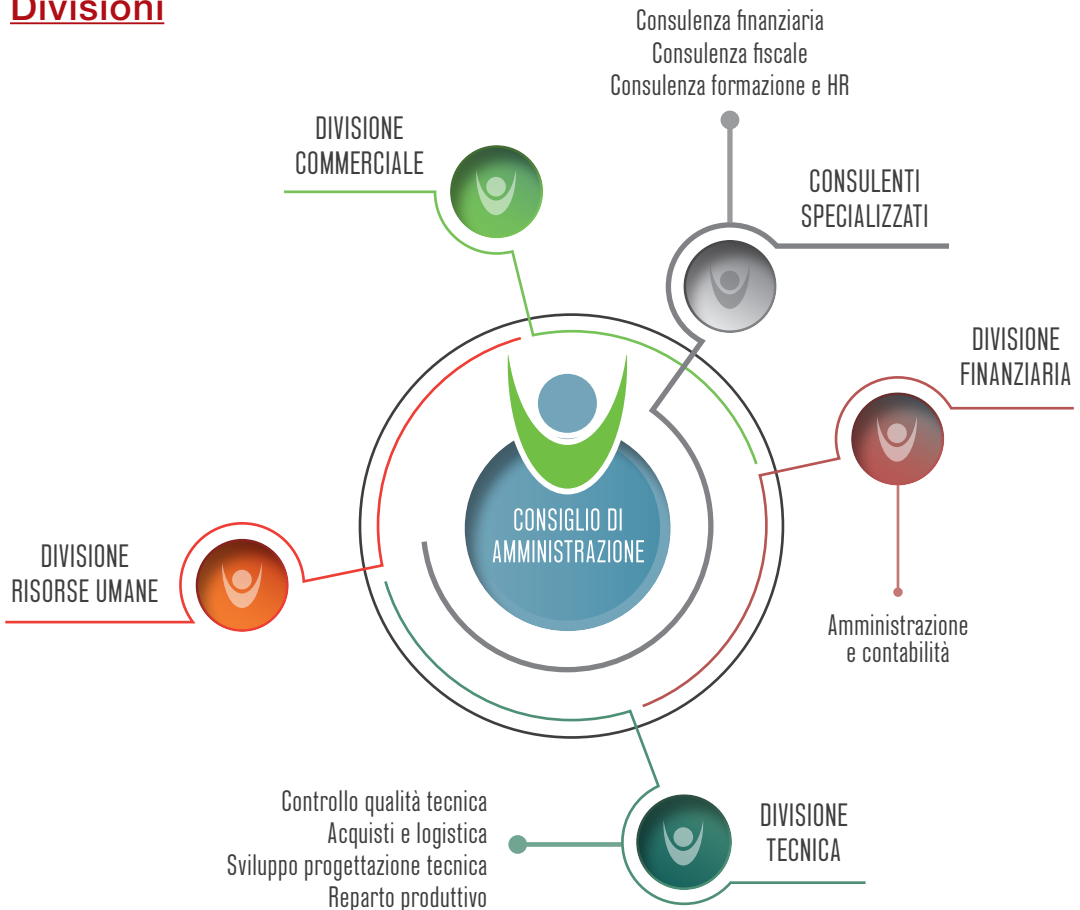 Divisioni
Consulenza finanziaria
Consulenza fiscale
Consulenza formazione e HR
DIVISIONE
COMMERCIALE
CONSULENTI
SPECIALIZZATI
DIVISIONE
FINANZIARIA
CONSIGLIO DI
AMMINISTRAZIONE
DIVISIONE
RISORSE UMANE
Amministrazione
e contabilità
Controllo qualità tecnica
Acquisti e logistica
Sviluppo progettazione tecnica
Reparto produttivo
DIVISIONE
TECNICA